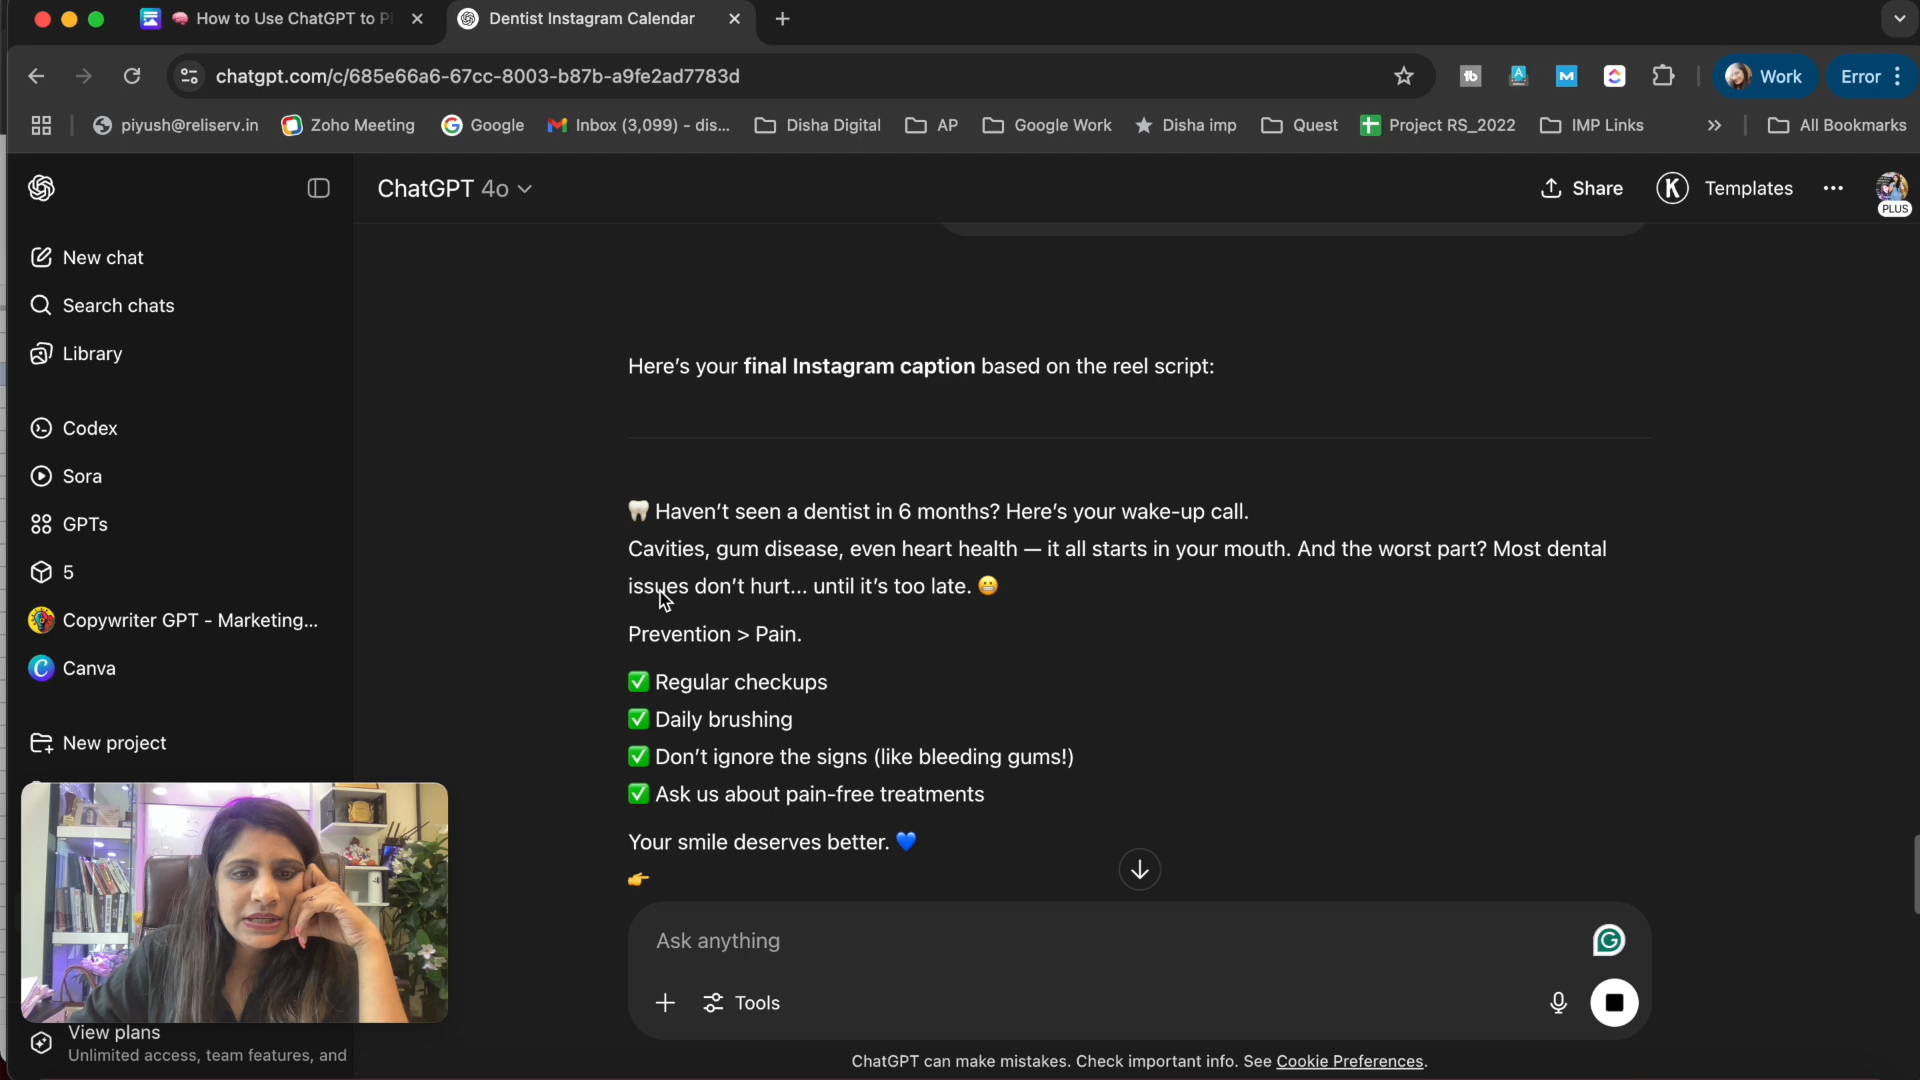 🧠 How to Use ChatGPT to Pl
Dentist Instagram Calendar
chatgpt.com/c/685e66a6-67cc-8003-b87b-a9fe2ad7783d
Work
Error
piyush@reliserv.in
Zoho Meeting
Google
Inbox (3,099) - dis...
Disha Digital
AP
Google Work
Disha imp
Quest
Project RS_2022
IMP Links
All Bookmarks
ChatGPT 4o
Share
K
Templates
PLUS
New chat
Search chats
Library
Codex
Sora
GPTs
5
Copywriter GPT - Marketing...
Canva
New project
View plans
Unlimited access, team features, and
Here's your final Instagram caption based on the reel script:
🦷 Haven't seen a dentist in 6 months? Here's your wake-up call.
Cavities, gum disease, even heart health — it all starts in your mouth. And the worst part? Most dental
issues don't hurt... until it's too late. 😬
Prevention > Pain.
✅ Regular checkups
✅ Daily brushing
✅ Don't ignore the signs (like bleeding gums!)
✅ Ask us about pain-free treatments
Your smile deserves better. 💙
👉
Ask anything
Tools
ChatGPT can make mistakes. Check important info. See Cookie Preferences.